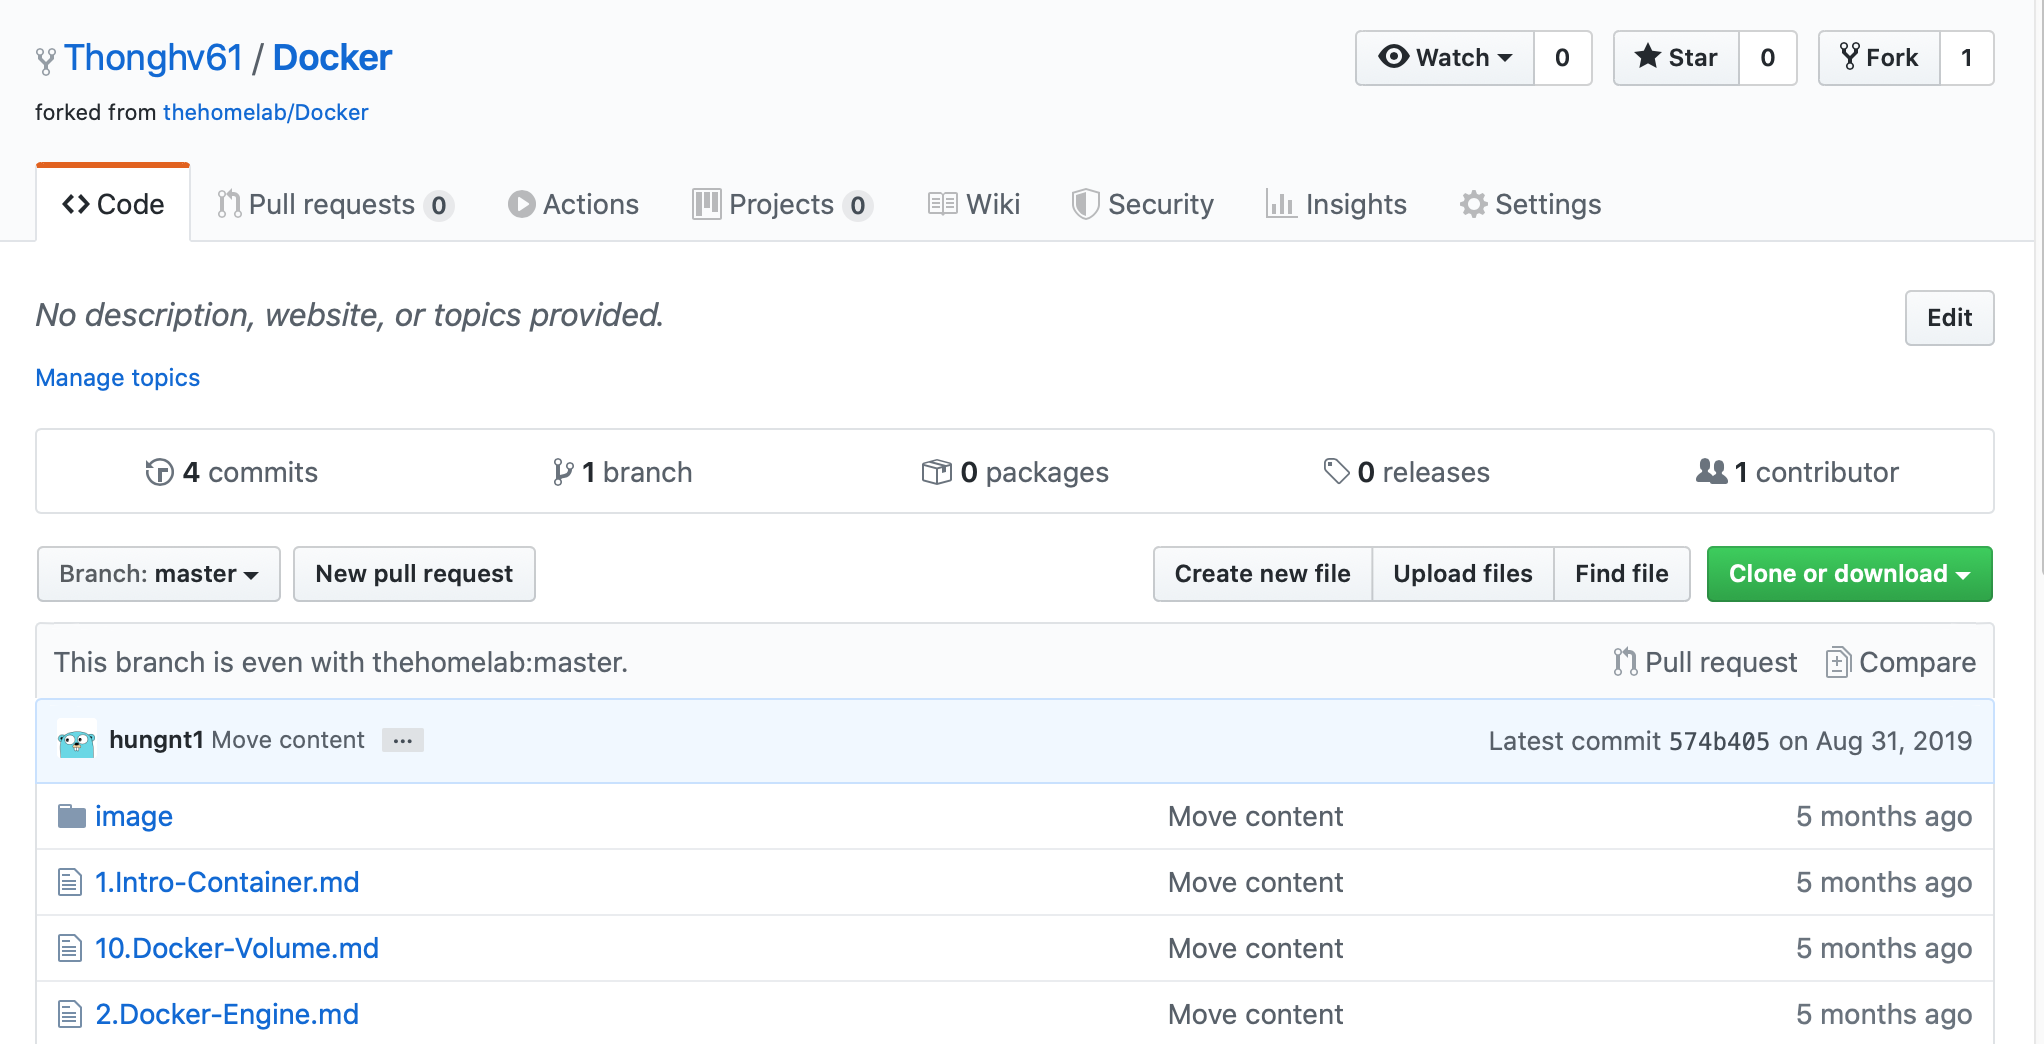 Thonghv61 / Docker
Watch 0 Star 0 Fork 1
forked from thehomelab/Docker
Code Pull requests 0 Actions Projects 0 Wiki Security Insights Settings
No description, website, or topics provided. Edit
Manage topics
4 commits 1 branch 0 packages 0 releases 1 contributor
Branch: master New pull request Create new file Upload files Find file Clone or download
This branch is even with thehomelab:master. Pull request Compare
hungnt1 Move content ... Latest commit 574b405 on Aug 31, 2019
image Move content 5 months ago
1.Intro-Container.md Move content 5 months ago
10.Docker-Volume.md Move content 5 months ago
2.Docker-Engine.md Move content 5 months ago